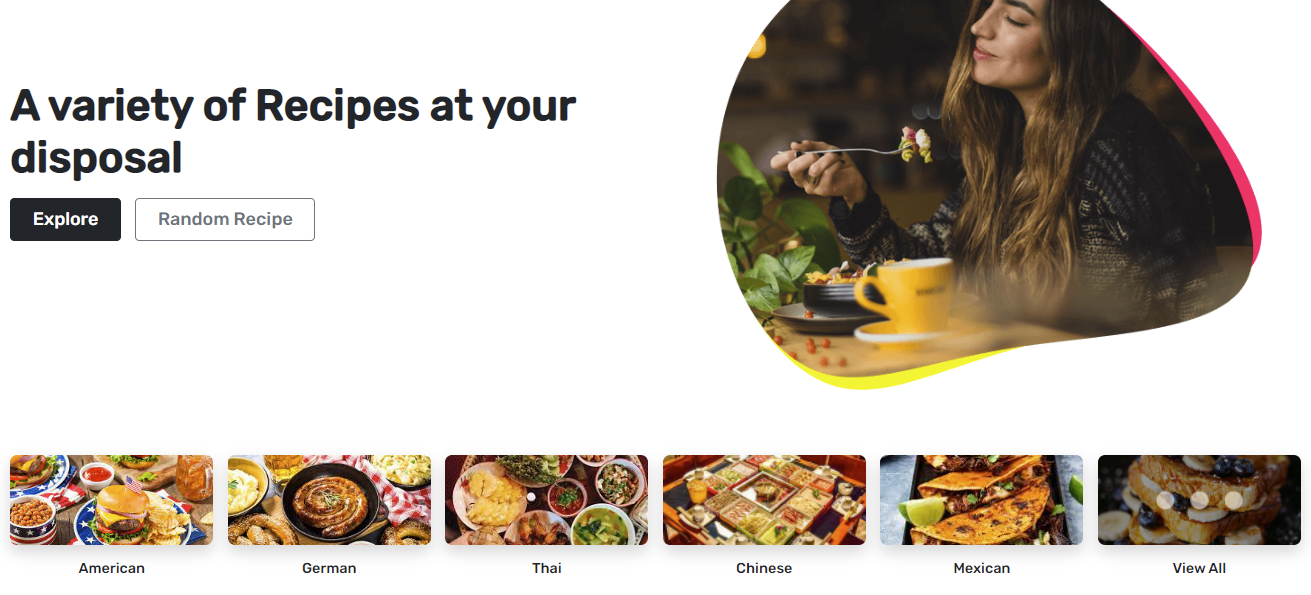 A variety of Recipes at your
disposal
Explore
Random Recipe
American
German
Thai
Chinese
Mexican
View All